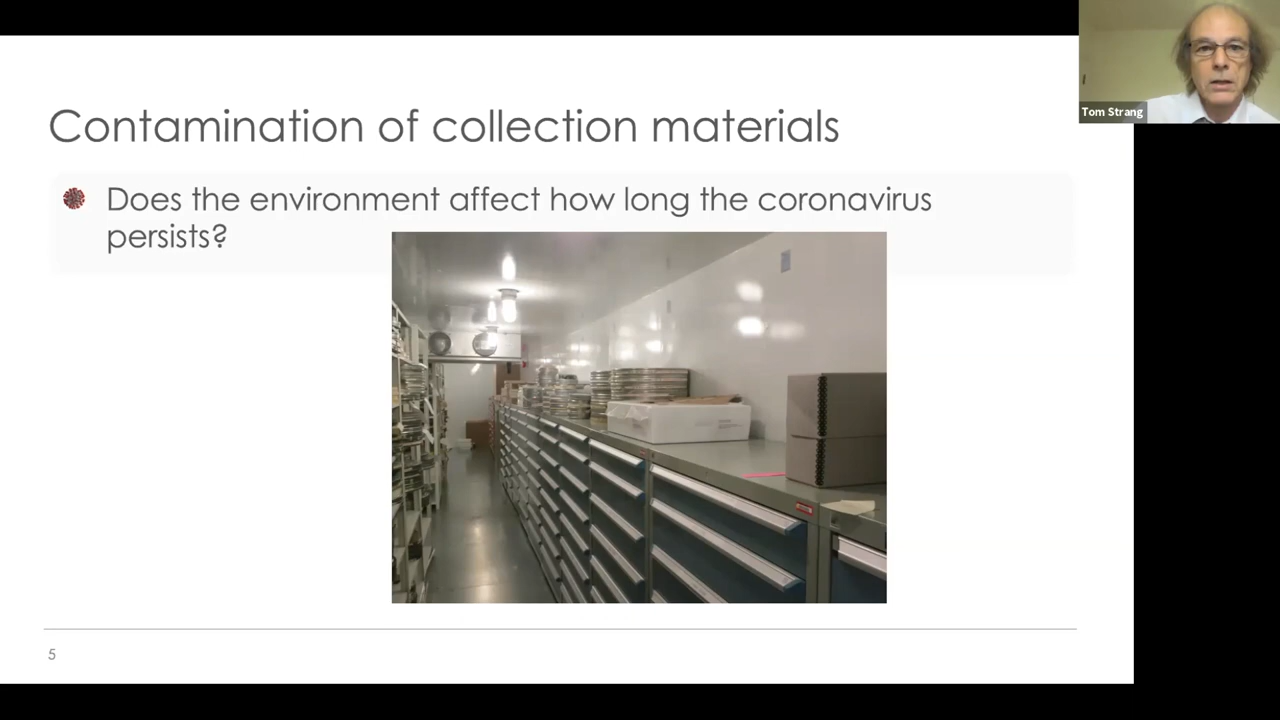 Contamination of collection materials
Does the environment affect how long the coronavirus
persists?
Tom Strang
5